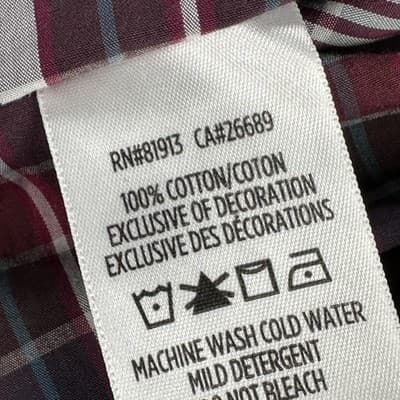 RN#81913 CA#26689
100% COTTON/COTON
EXCLUSIVE OF DECORATION
EXCLUSIVE DES DÉCORATIONS
MACHINE WASH COLD WATER
MILD DETERGENT
DO NOT BLEACH